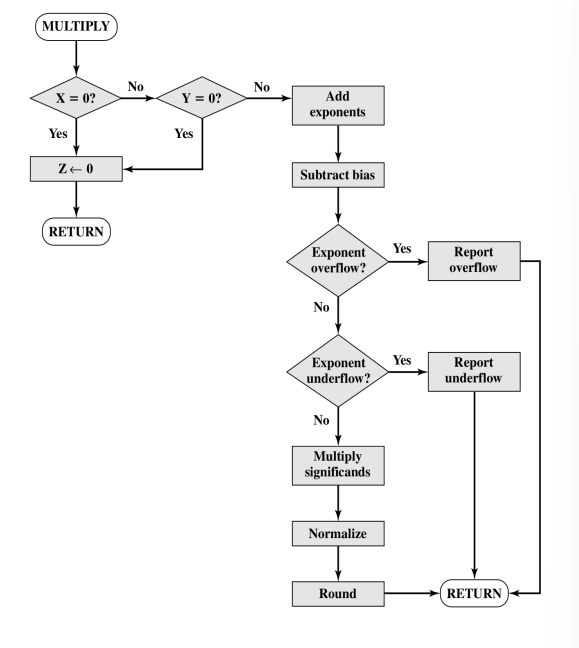 MULTIPLY
X = 0?
No
Y = 0?
No
Add
exponents
Yes
Yes
Z ← 0
Subtract bias
RETURN
Exponent
overflow?
Yes
Report
overflow
No
Exponent
underflow?
Yes
Report
underflow
No
Multiply
significands
Normalize
Round
RETURN